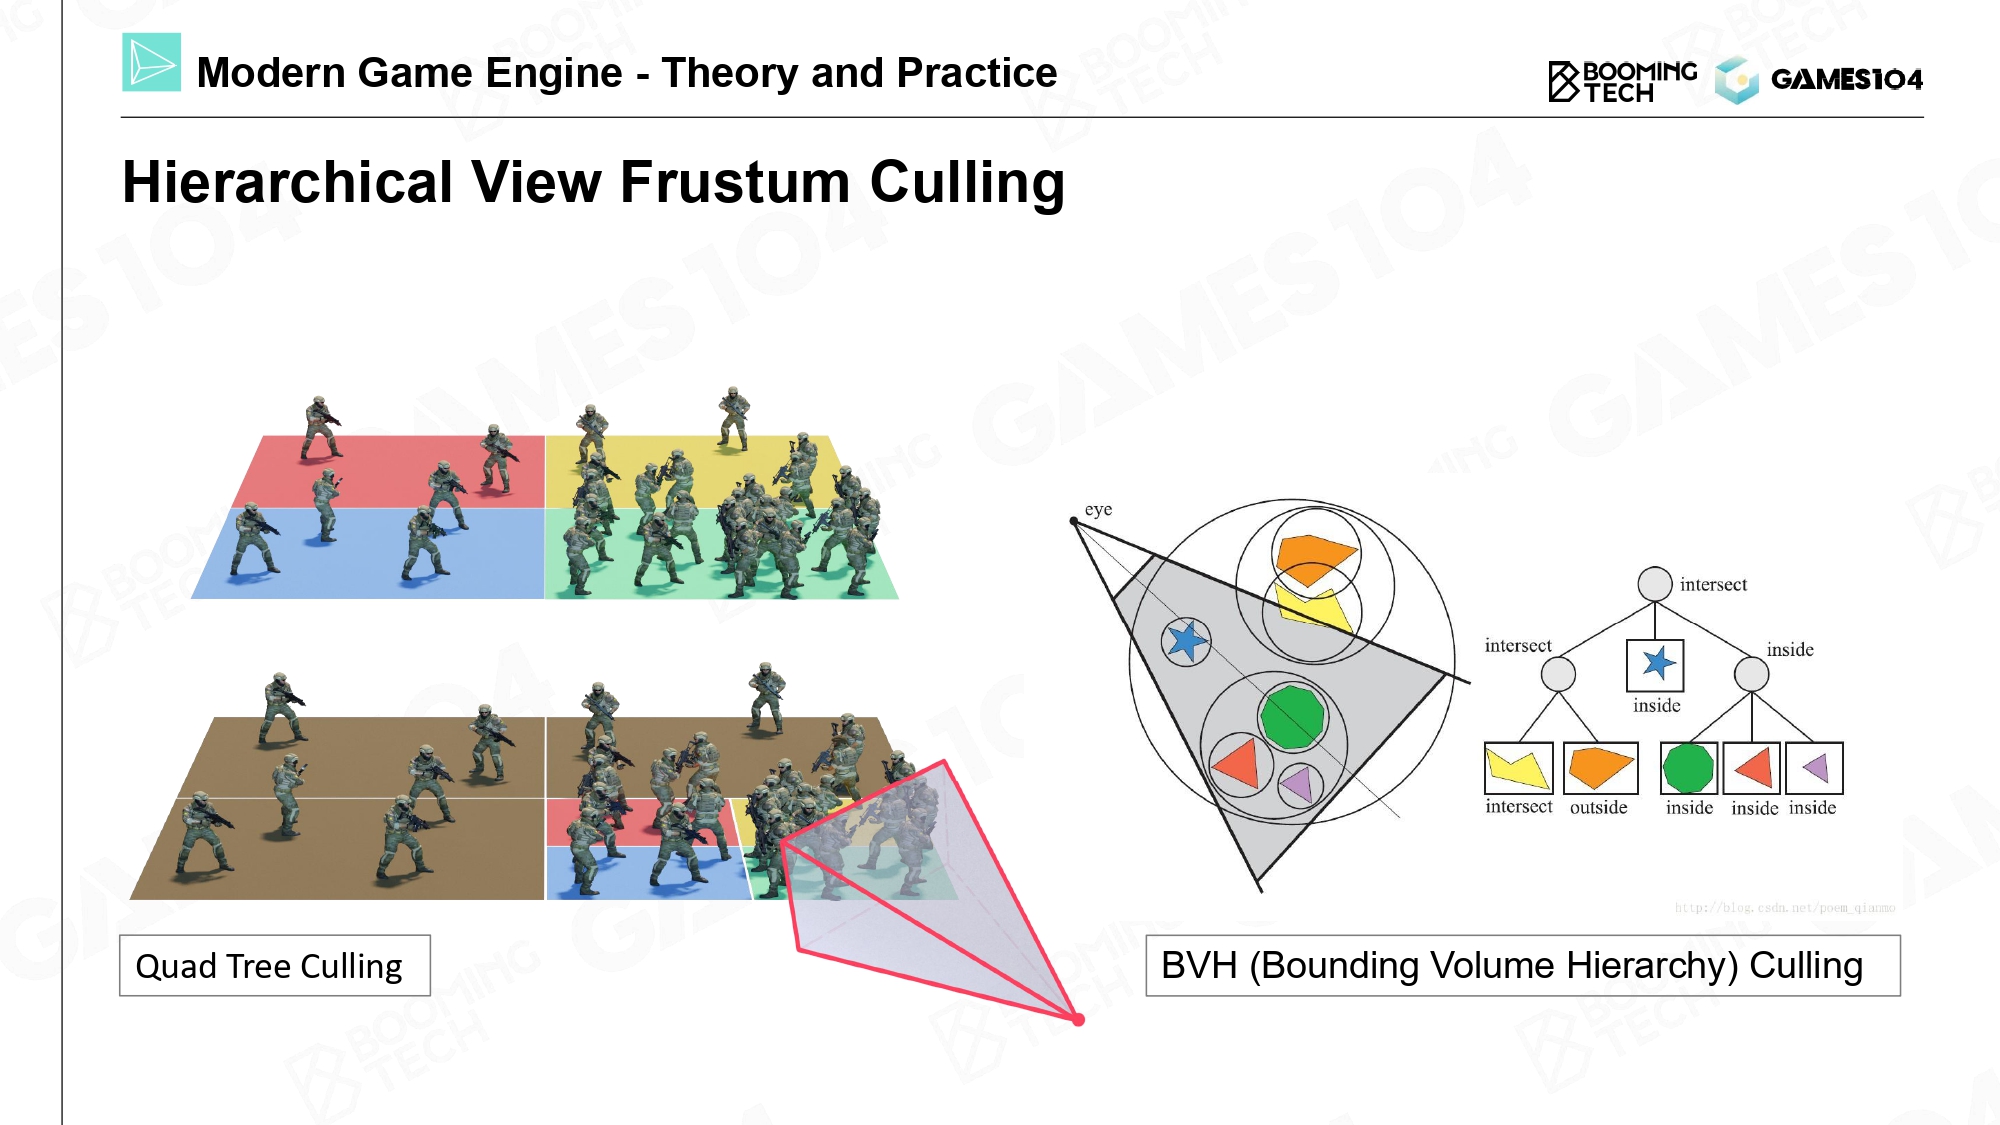 Modern Game Engine - Theory and Practice
BOOMING
TECH
GAMES104
Hierarchical View Frustum Culling
eye
intersect
intersect
inside
inside
intersect
outside
inside
inside
inside
http://blog.csdn.net/poem_qianmo
Quad Tree Culling
BVH (Bounding Volume Hierarchy) Culling